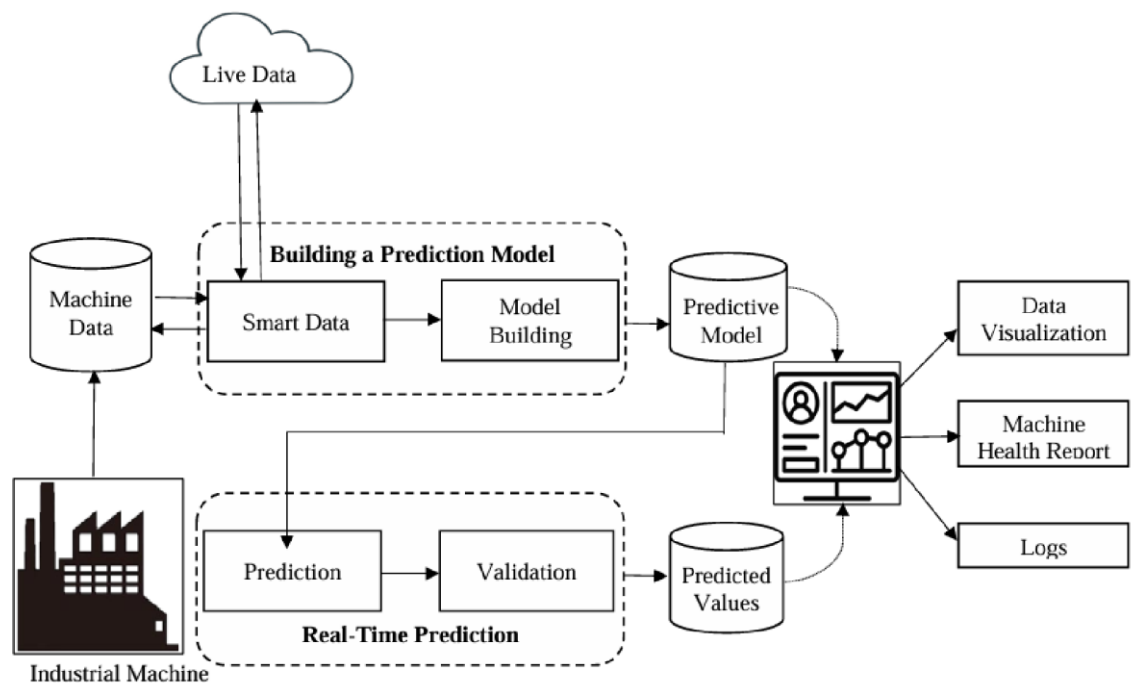 Live Data
Building a Prediction Model
Machine
Data
Smart Data
Model
Building
Predictive
Model
Data
Visualization
Machine
Health Report
Logs
Prediction
Validation
Real-Time Prediction
Predicted
Values
Industrial Machine